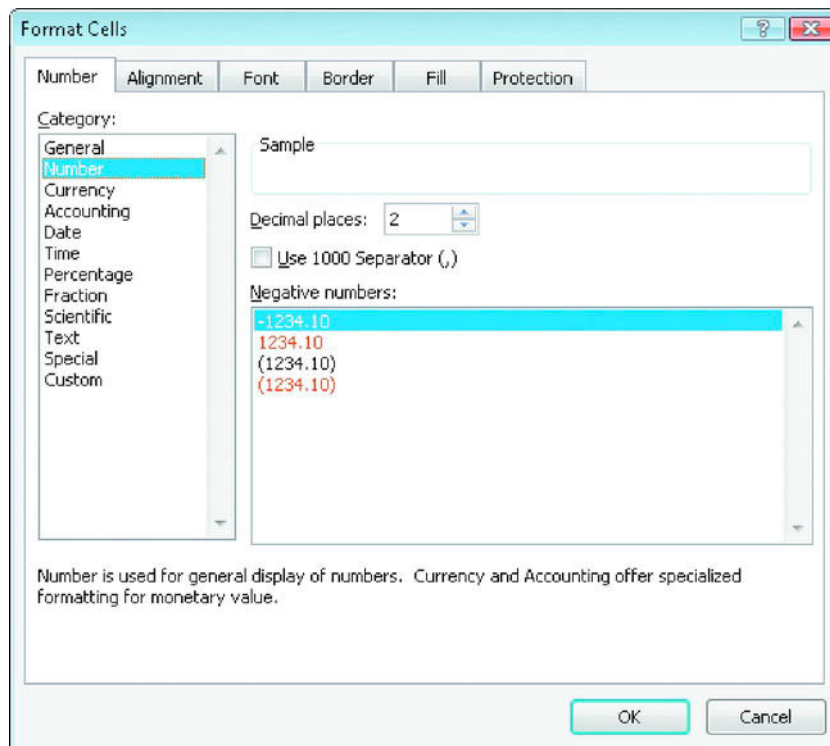 Format Cells
Number Alignment Font Border Fill Protection
Category:
General
Number
Currency
Accounting
Date
Time
Percentage
Fraction
Scientific
Text
Special
Custom
Sample
Decimal places: 2
Use 1000 Separator (,)
Negative numbers:
-1234.10
1234.10
(1234.10)
(1234.10)
Number is used for general display of numbers. Currency and Accounting offer specialized
formatting for monetary value.
OK Cancel